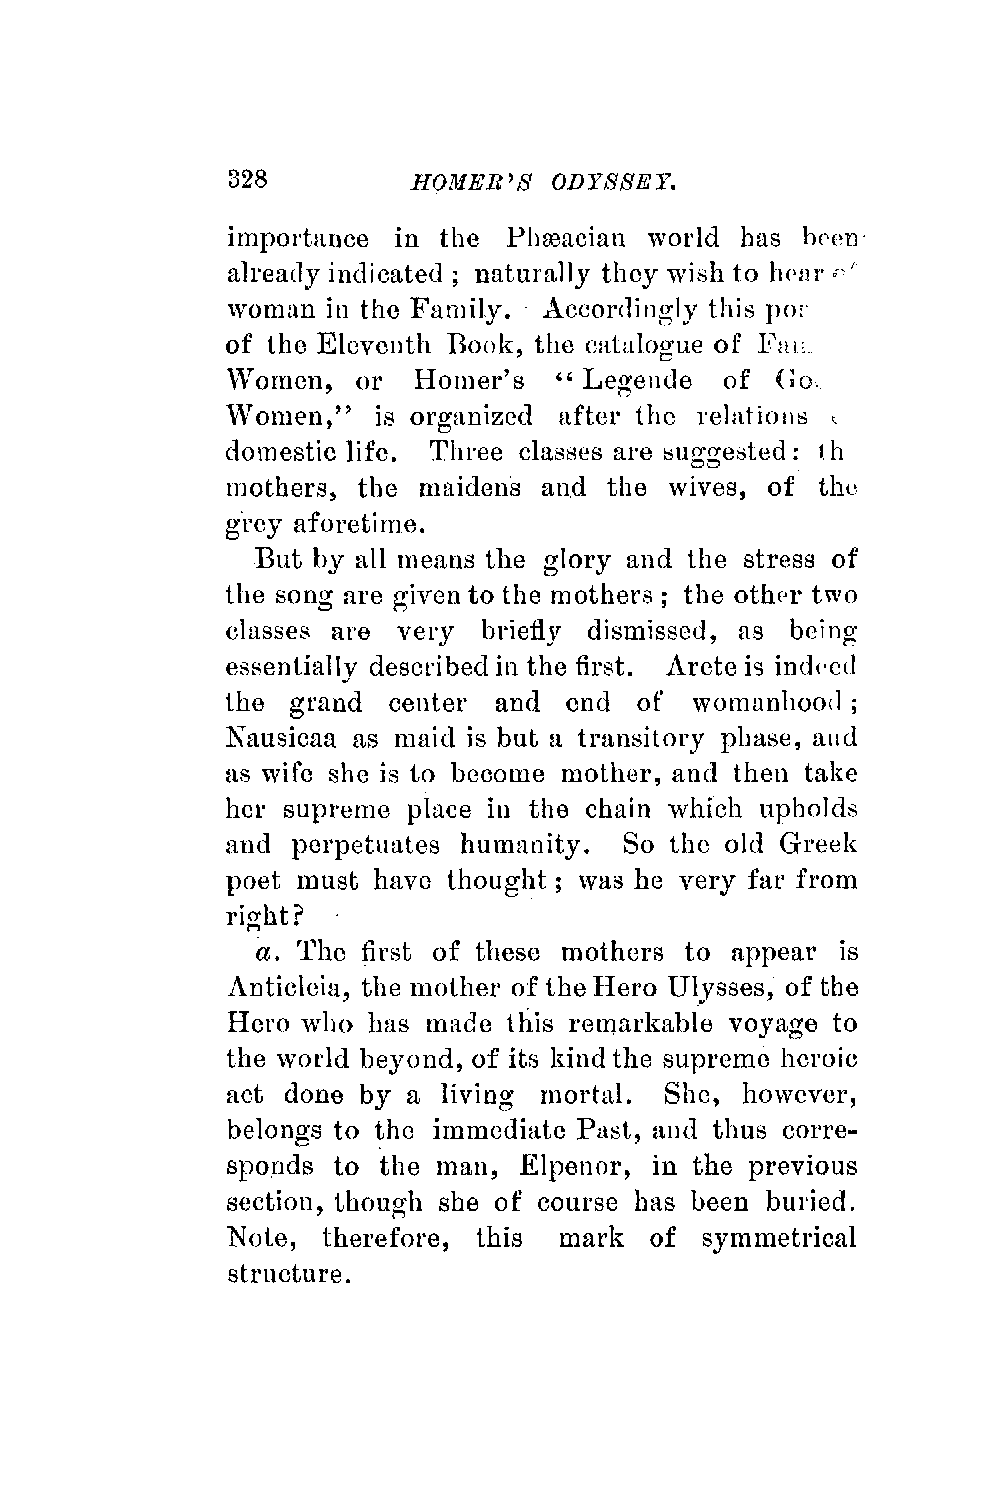 328 HOMER'S ODYSSEY.
importance in the Phæacian world has been
already indicated ; naturally they wish to hear
woman in the Family. Accordingly this
of the Eleventh Book, the catalogue of
Women, or Homer's “ Legende of
Women,” is organized after the relations
domestic life. Three classes are suggested:
mothers, the maidens and the wives, of the
grey aforetime.
But by all means the glory and the stress of
the song are given to the mothers ; the other two
classes are very briefly dismissed, as being
essentially described in the first. Arete is indeed
the grand center and end of womanhood ;
Nausicaa as maid is but a transitory phase, and
as wife she is to become mother, and then take
her supreme place in the chain which upholds
and perpetuates humanity. So the old Greek
poet must have thought ; was he very far from
right?
a. The first of these mothers to appear is
Anticleia, the mother of the Hero Ulysses, of the
Hero who has made this remarkable voyage to
the world beyond, of its kind the supreme heroic
act done by a living mortal. She, however,
belongs to the immediate Past, and thus corre-
sponds to the man, Elpenor, in the previous
section, though she of course has been buried.
Note, therefore, this mark of symmetrical
structure.